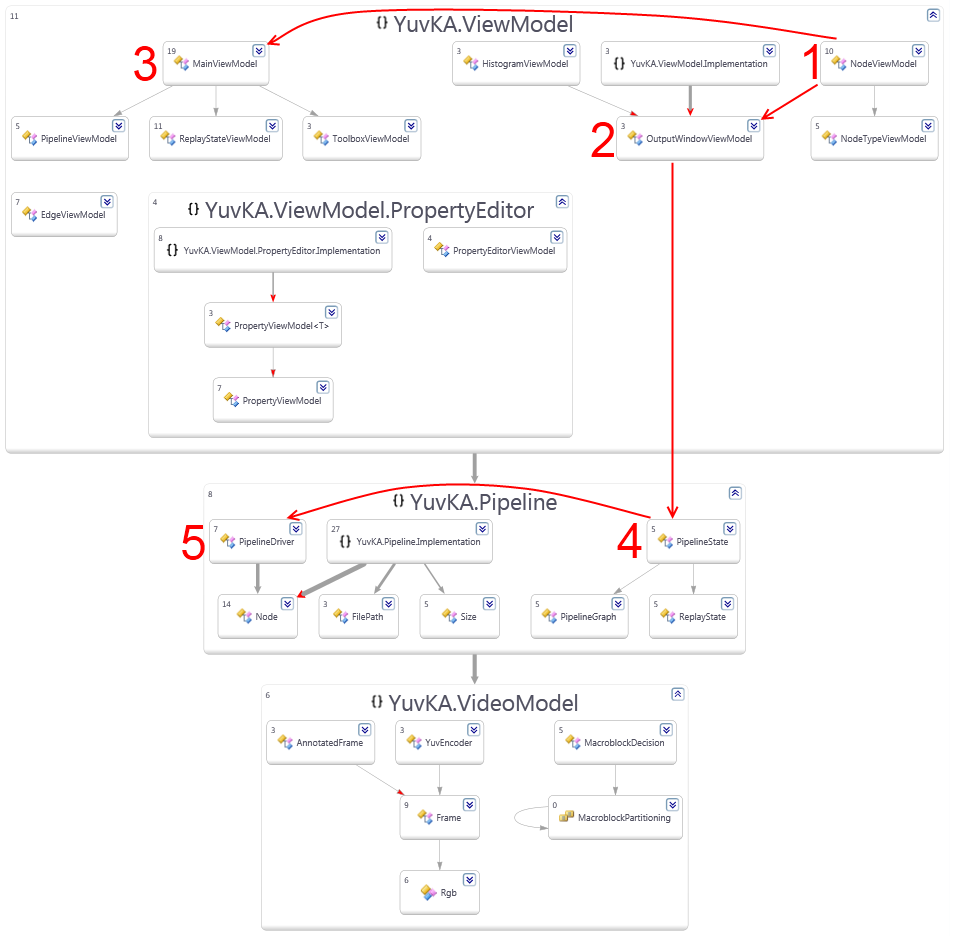 11
{} YuvKA.ViewModel
3
19
MainViewModel
3
HistogramViewModel
3
{} YuvKA.ViewModel.Implementation
1
10
NodeViewModel
5
PipelineViewModel
11
ReplayStateViewModel
3
ToolboxViewModel
2
3
OutputWindowViewModel
5
NodeTypeViewModel
7
EdgeViewModel
4
{} YuvKA.ViewModel.PropertyEditor
8
{} YuvKA.ViewModel.PropertyEditor.Implementation
4
PropertyEditorViewModel
3
PropertyViewModel<T>
7
PropertyViewModel
8
{} YuvKA.Pipeline
5
7
PipelineDriver
27
{} YuvKA.Pipeline.Implementation
4
5
PipelineState
14
Node
3
FilePath
5
Size
5
PipelineGraph
5
ReplayState
6
{} YuvKA.VideoModel
3
AnnotatedFrame
3
YuvEncoder
5
MacroblockDecision
9
Frame
0
MacroblockPartitioning
6
Rgb